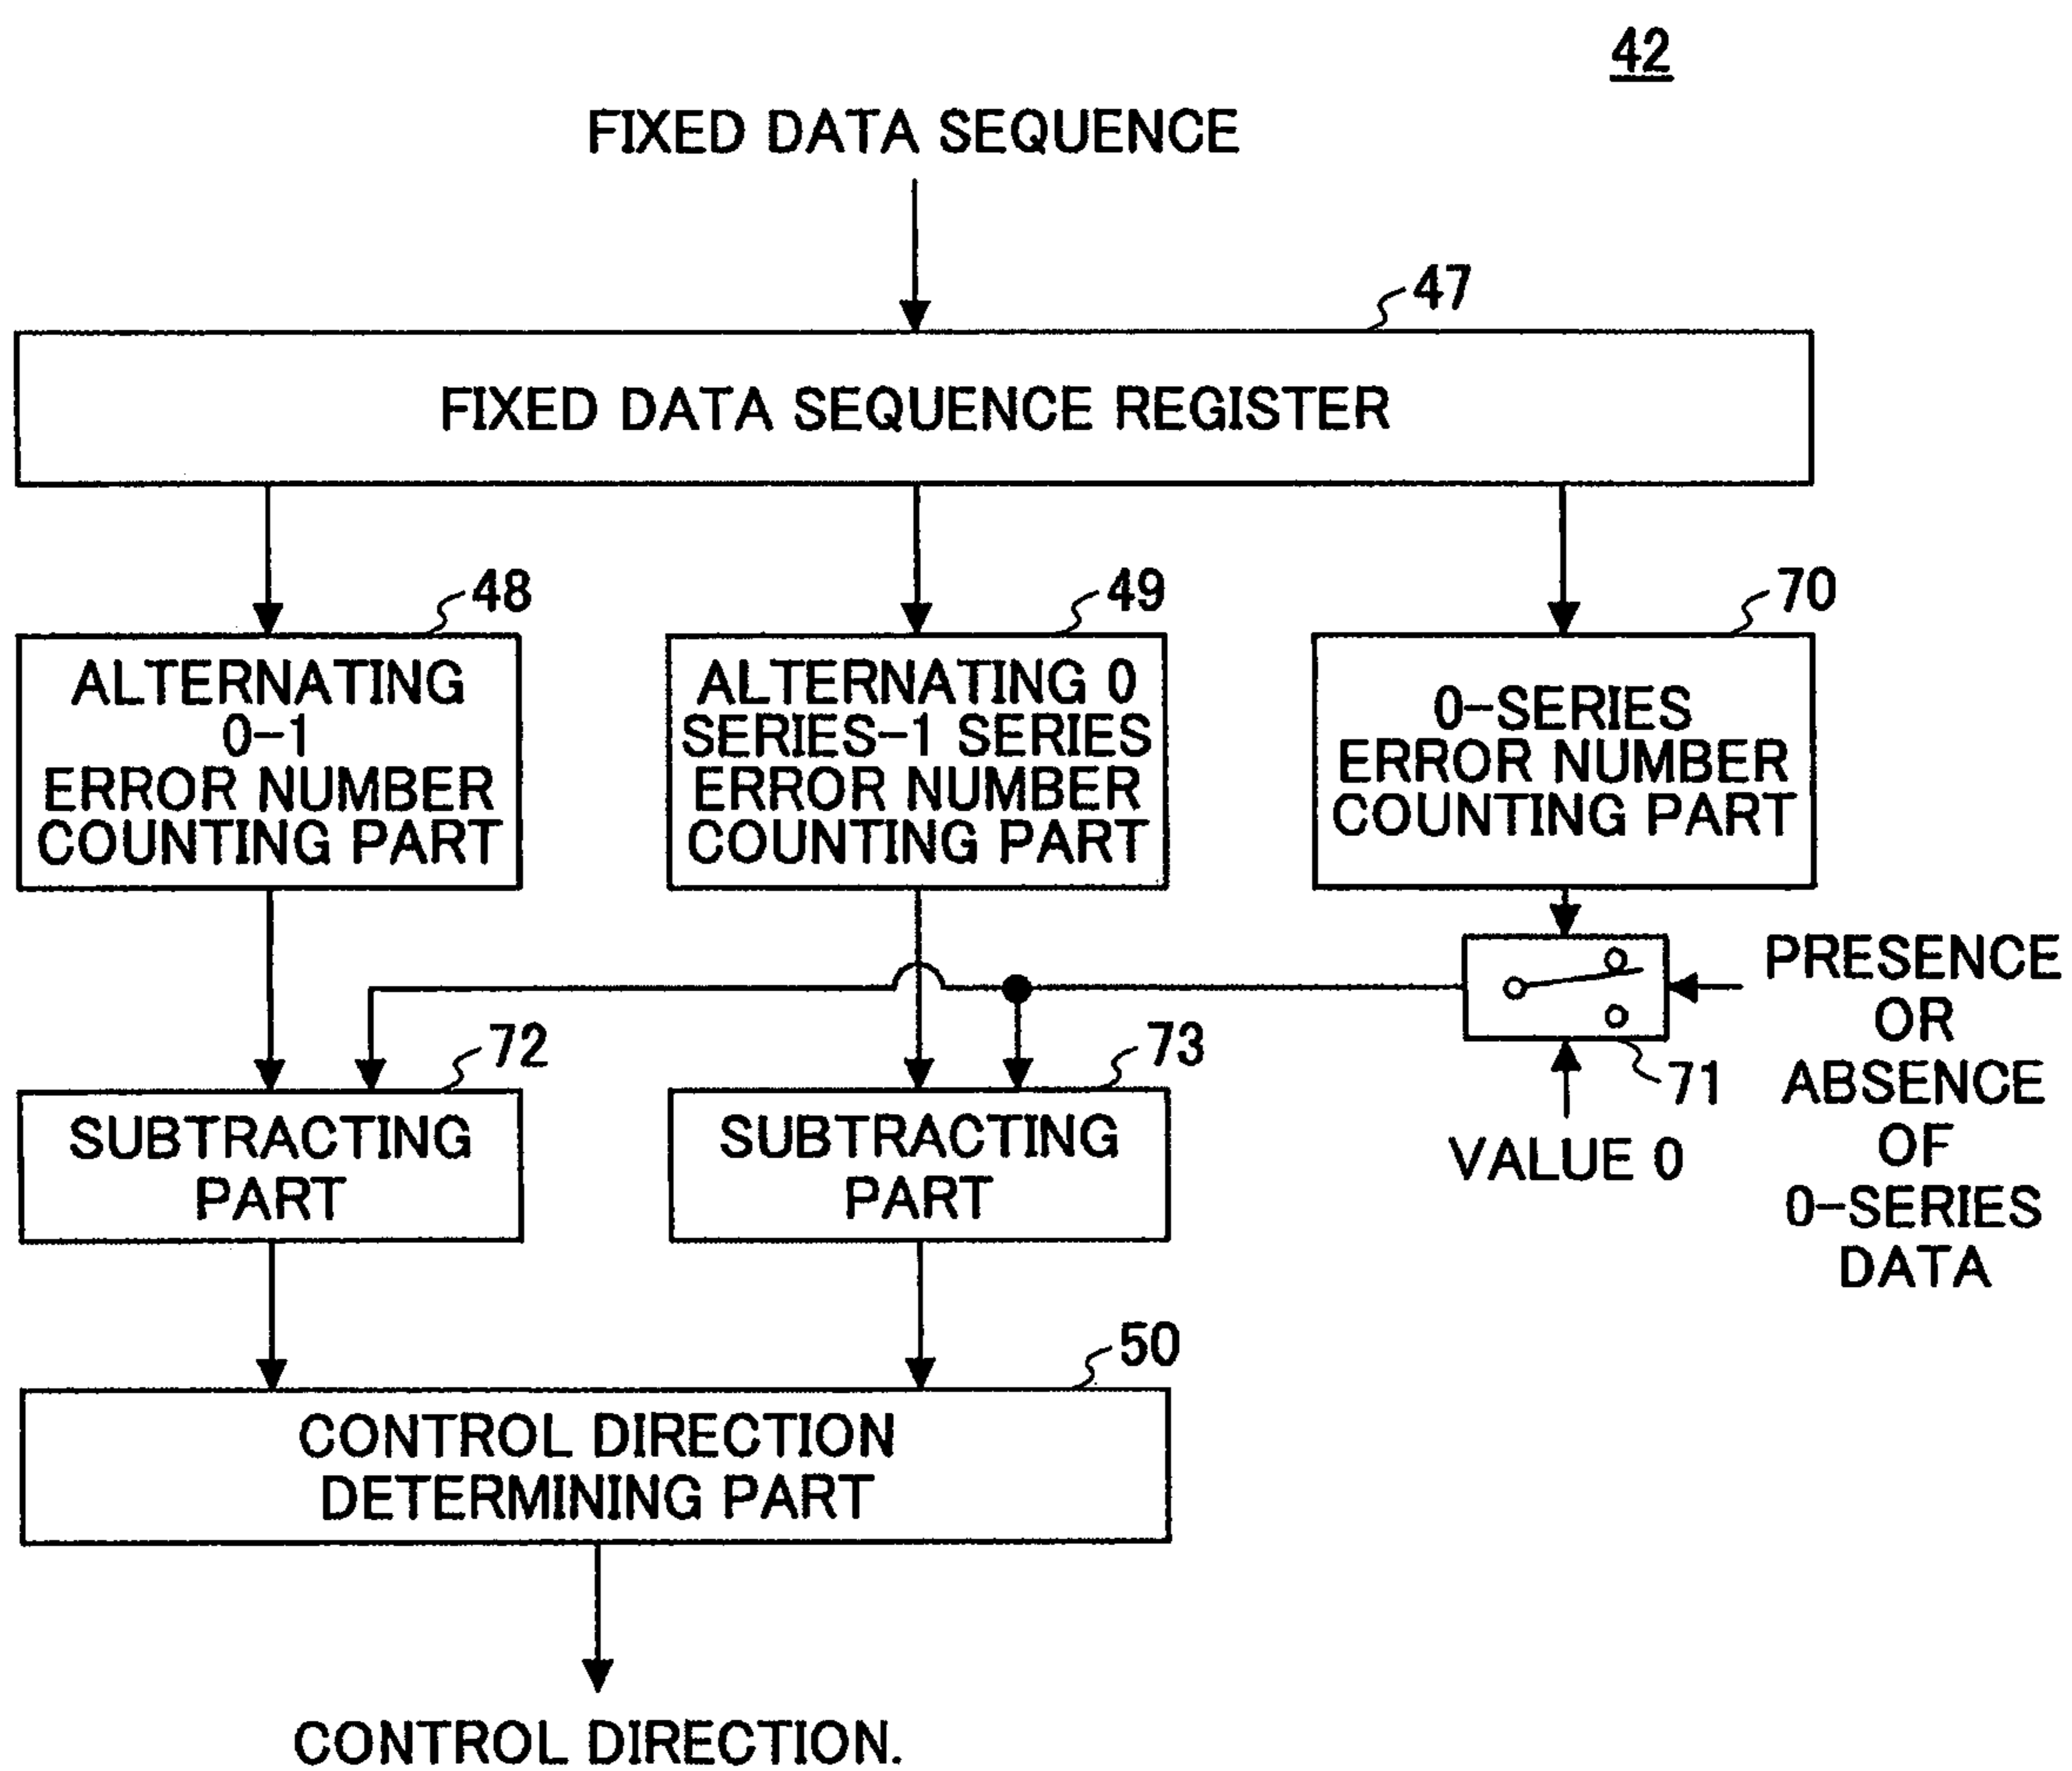 42
FIXED DATA SEQUENCE
47
FIXED DATA SEQUENCE REGISTER
48
ALTERNATING
0-1
ERROR NUMBER
COUNTING PART
49
ALTERNATING 0
SERIES-1 SERIES
ERROR NUMBER
COUNTING PART
70
0-SERIES
ERROR NUMBER
COUNTING PART
PRESENCE
OR
ABSENCE
OF
0-SERIES
DATA
71
VALUE 0
72
SUBTRACTING
PART
73
SUBTRACTING
PART
50
CONTROL DIRECTION
DETERMINING PART
CONTROL DIRECTION.